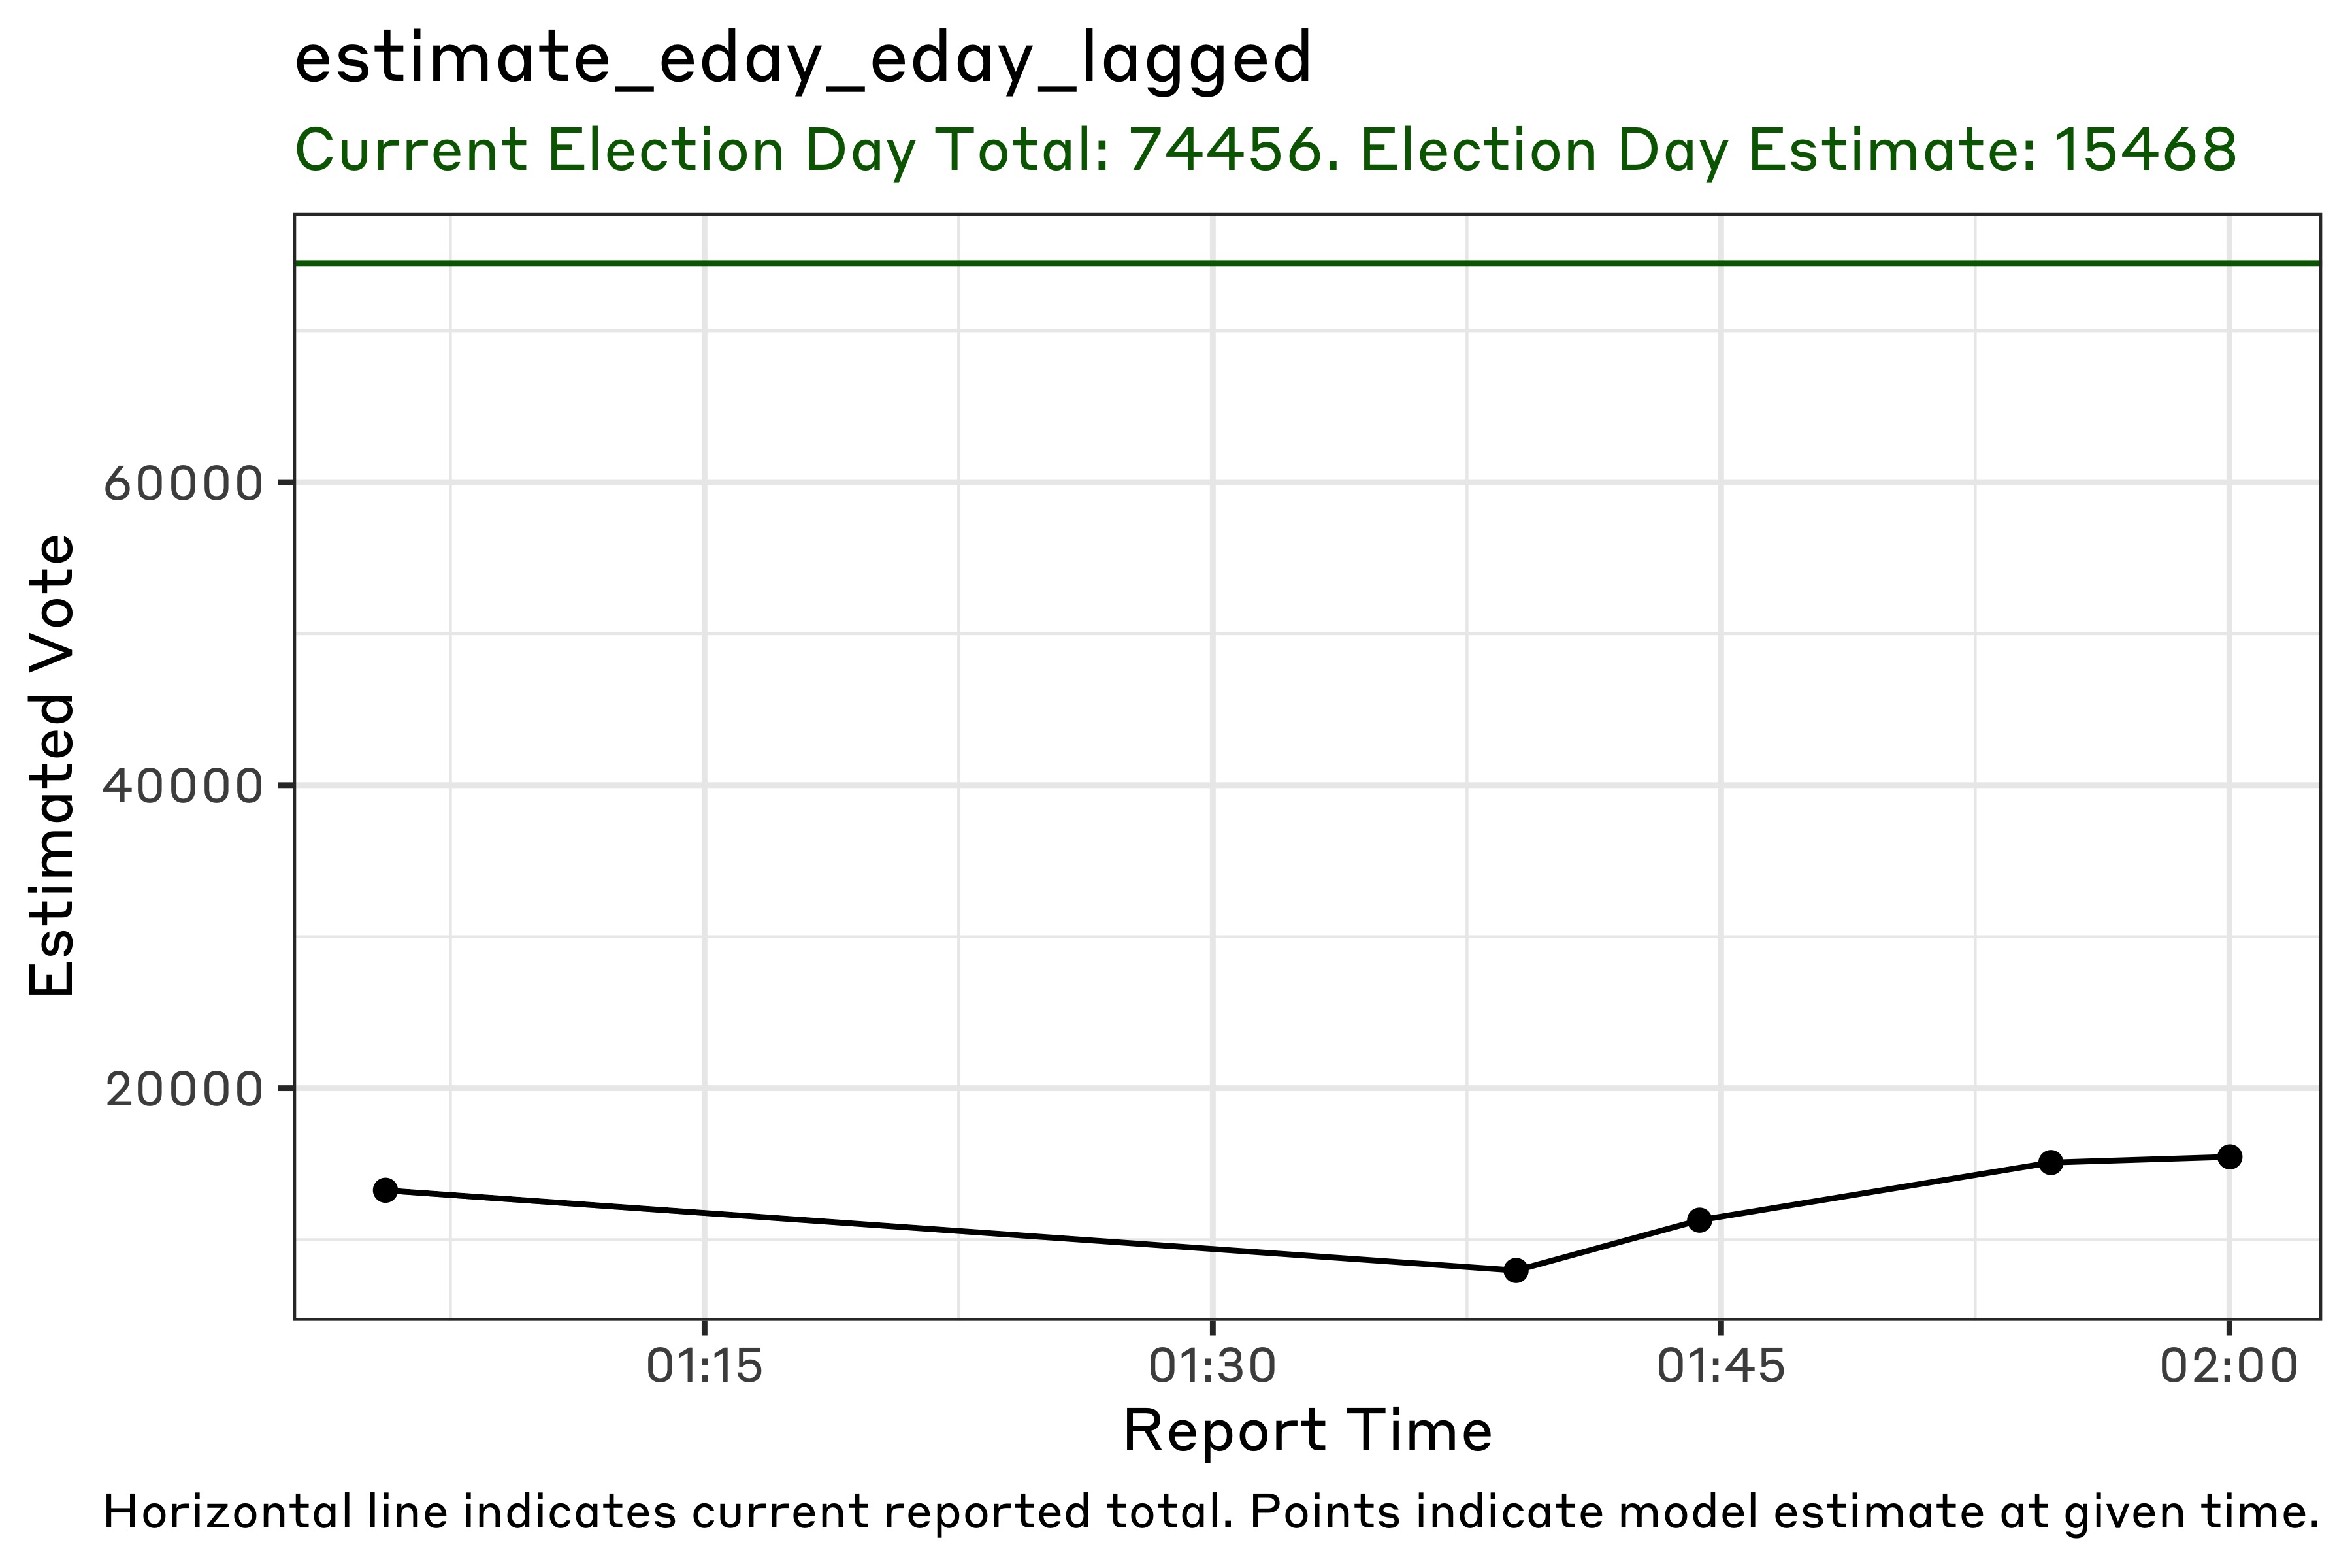 estimate_eday_eday_lagged
Current Election Day Total: 74456. Election Day Estimate: 15468
Estimated Vote
60000
40000
20000
01:15 01:30 01:45 02:00
Report Time
Horizontal line indicates current reported total. Points indicate model estimate at given time.